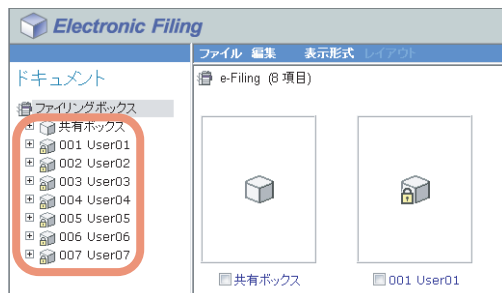 Electronic Filing
ファイル 編集 表示形式 レイアウト
ドキュメント
ファイリングボックス
共有ボックス
001 User01
002 User02
003 User03
004 User04
005 User05
006 User06
007 User07
e-Filing (8 項目)
共有ボックス
001 User01